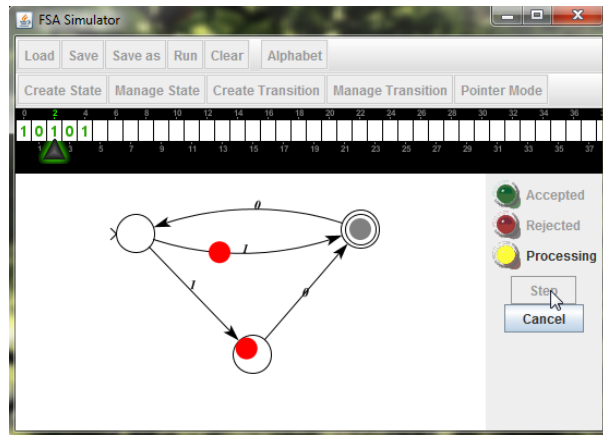 FSA Simulator
Load Save Save as Run Clear Alphabet
Create State Manage State Create Transition Manage Transition Pointer Mode
0 2 4 6 8 10 12 14 16 18 20 22 24 26 28 30 32 34 36
1 0 1 0 1
5 7 9 11 13 15 17 19 21 23 25 27 29 31 33 35 37
Accepted
0
Rejected
1
Processing
1
0
Step
Cancel